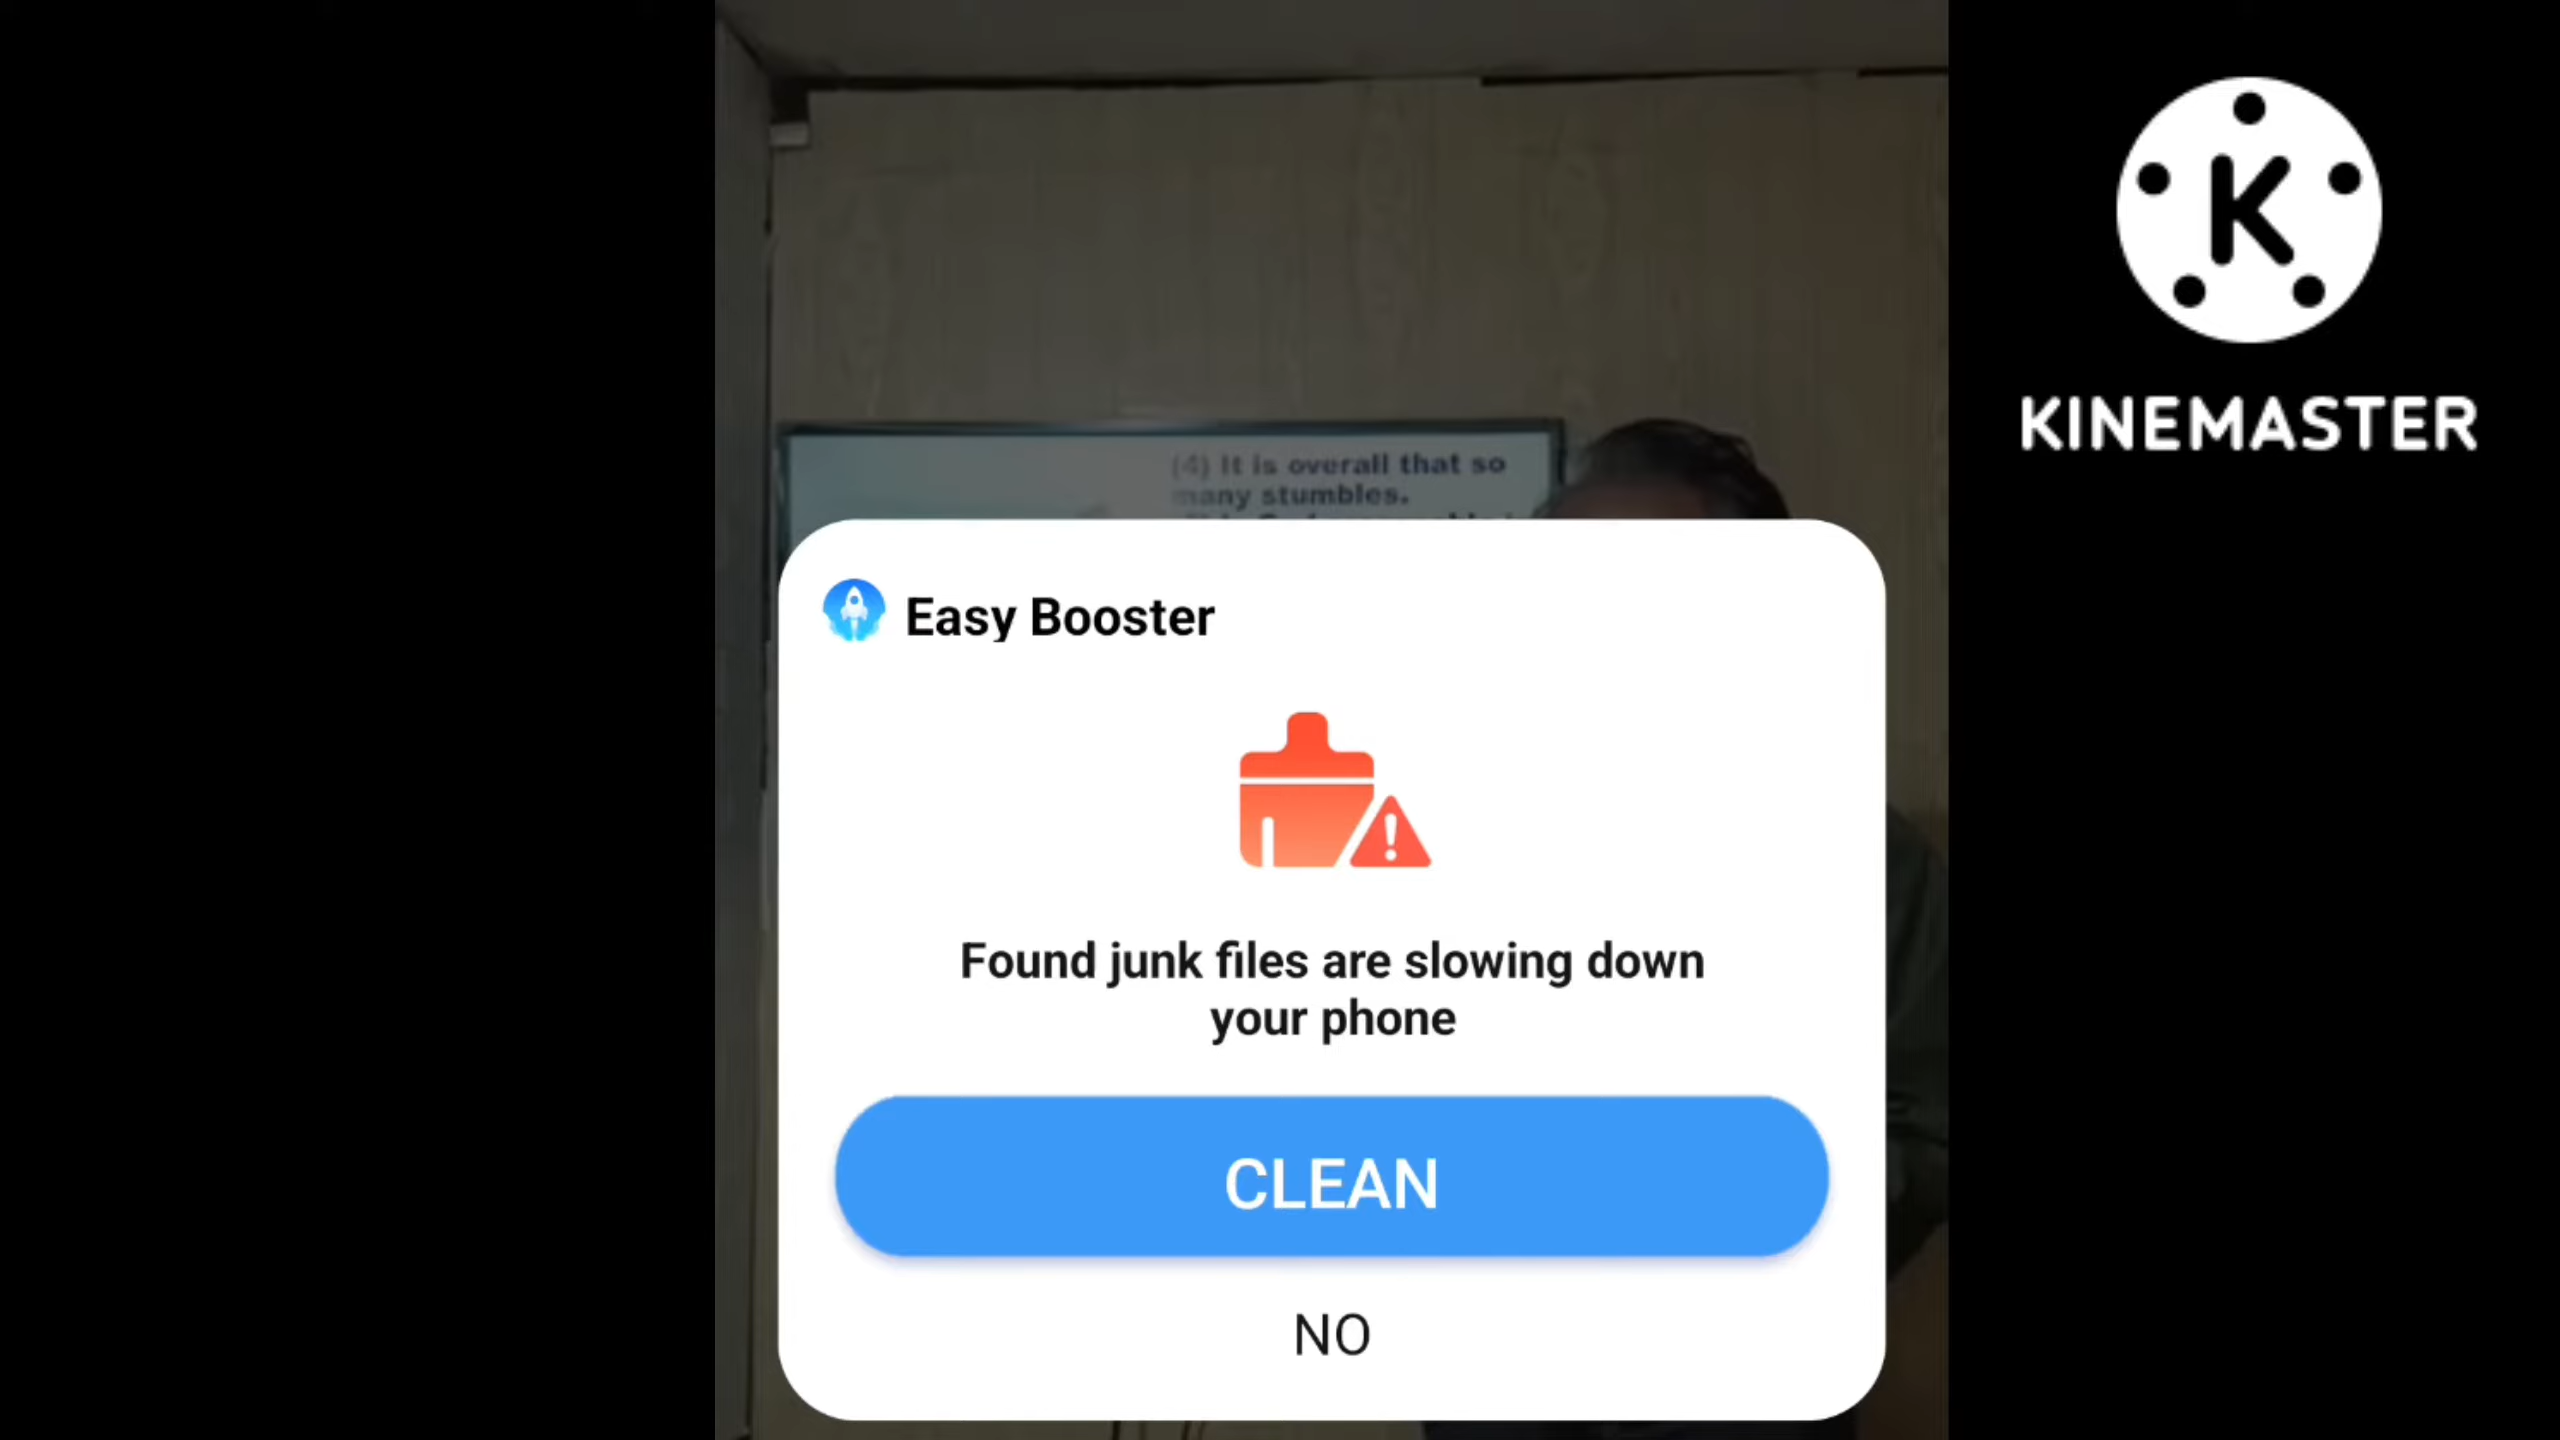 K
KINEMASTER
(4) It is overall that so
many stumbles.
Easy Booster
Found junk files are slowing down
your phone
CLEAN
NO